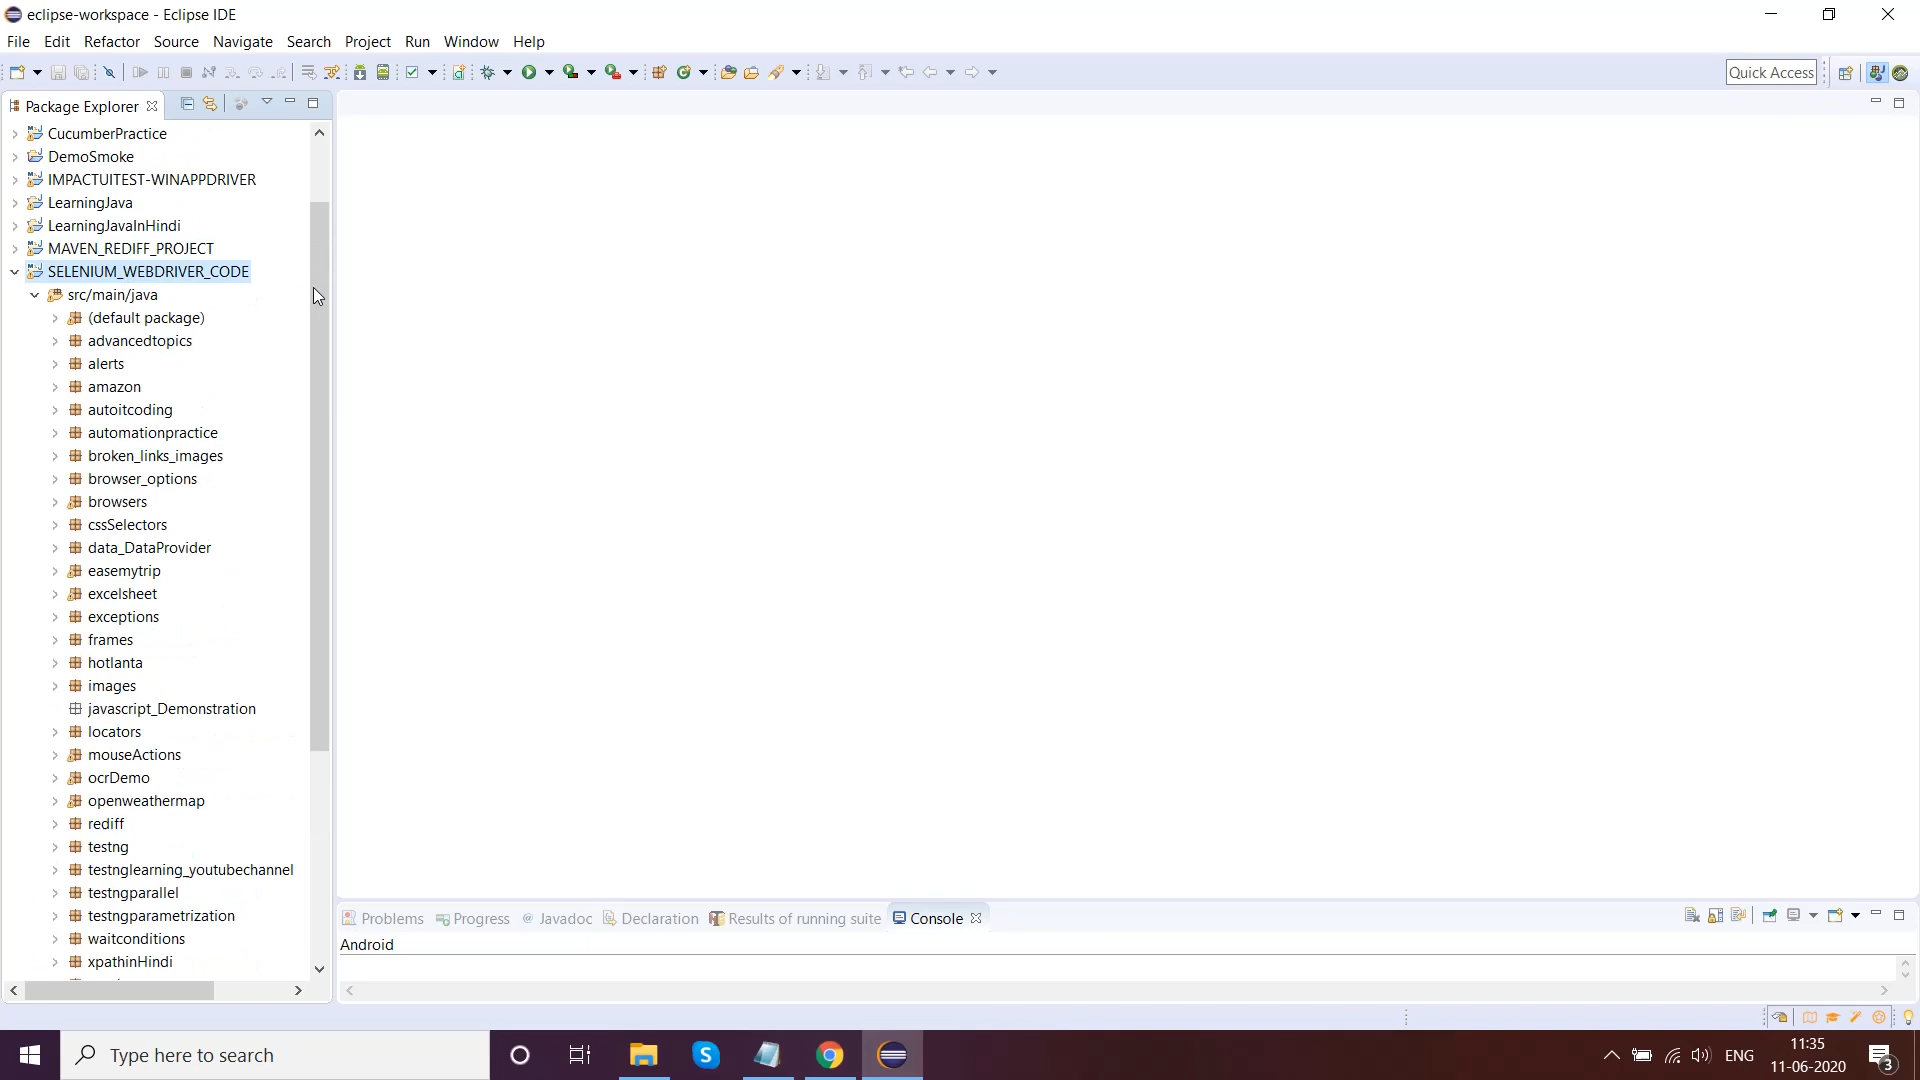 eclipse-workspace - Eclipse IDE
File Edit Refactor Source Navigate Search Project Run Window Help
Quick Access
Package Explorer
CucumberPractice
DemoSmoke
IMPACTUITEST-WINAPPDRIVER
LearningJava
LearningJavaInHindi
MAVEN_REDIFF_PROJECT
SELENIUM_WEBDRIVER_CODE
src/main/java
(default package)
advancedtopics
alerts
amazon
autoitcoding
automationpractice
broken_links_images
browser_options
browsers
cssSelectors
data_DataProvider
easemytrip
excelsheet
exceptions
frames
hotlanta
images
javascript_Demonstration
locators
mouseActions
ocrDemo
openweathermap
rediff
testng
testnglearning_youtubechannel
testngparallel
testngparametrization
waitconditions
xpathinHindi
Problems Progress Javadoc Declaration Results of running suite Console
Android
Type here to search
ENG
11:35
11-06-2020
3